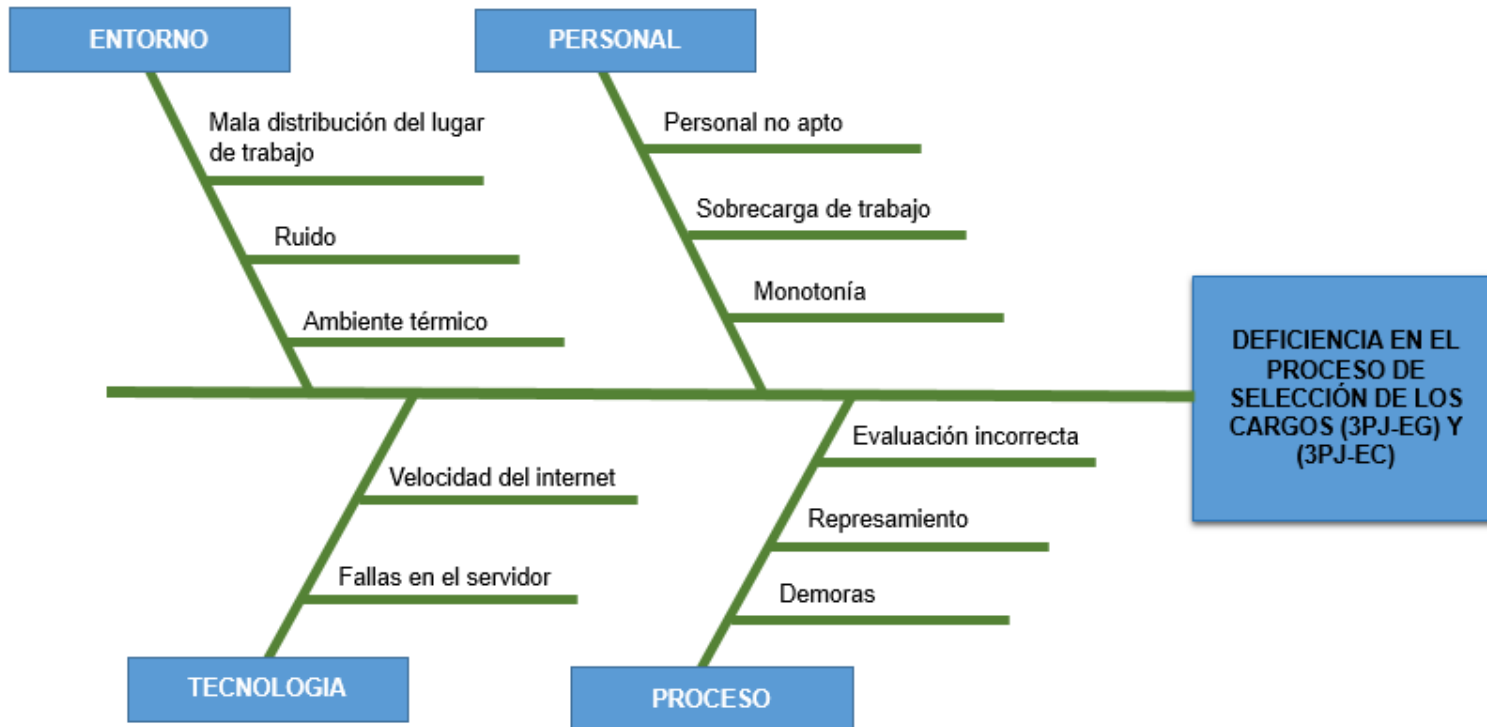 ENTORNO
PERSONAL
Mala distribución del lugar
de trabajo
Ruido
Ambiente térmico
Personal no apto
Sobrecarga de trabajo
Monotonía
DEFICIENCIA EN EL
PROCESO DE
SELECCIÓN DE LOS
CARGOS (3PJ-EG) Y
(3PJ-EC)
Velocidad del internet
Fallas en el servidor
Evaluación incorrecta
Represamiento
Demoras
TECNOLOGIA
PROCESO